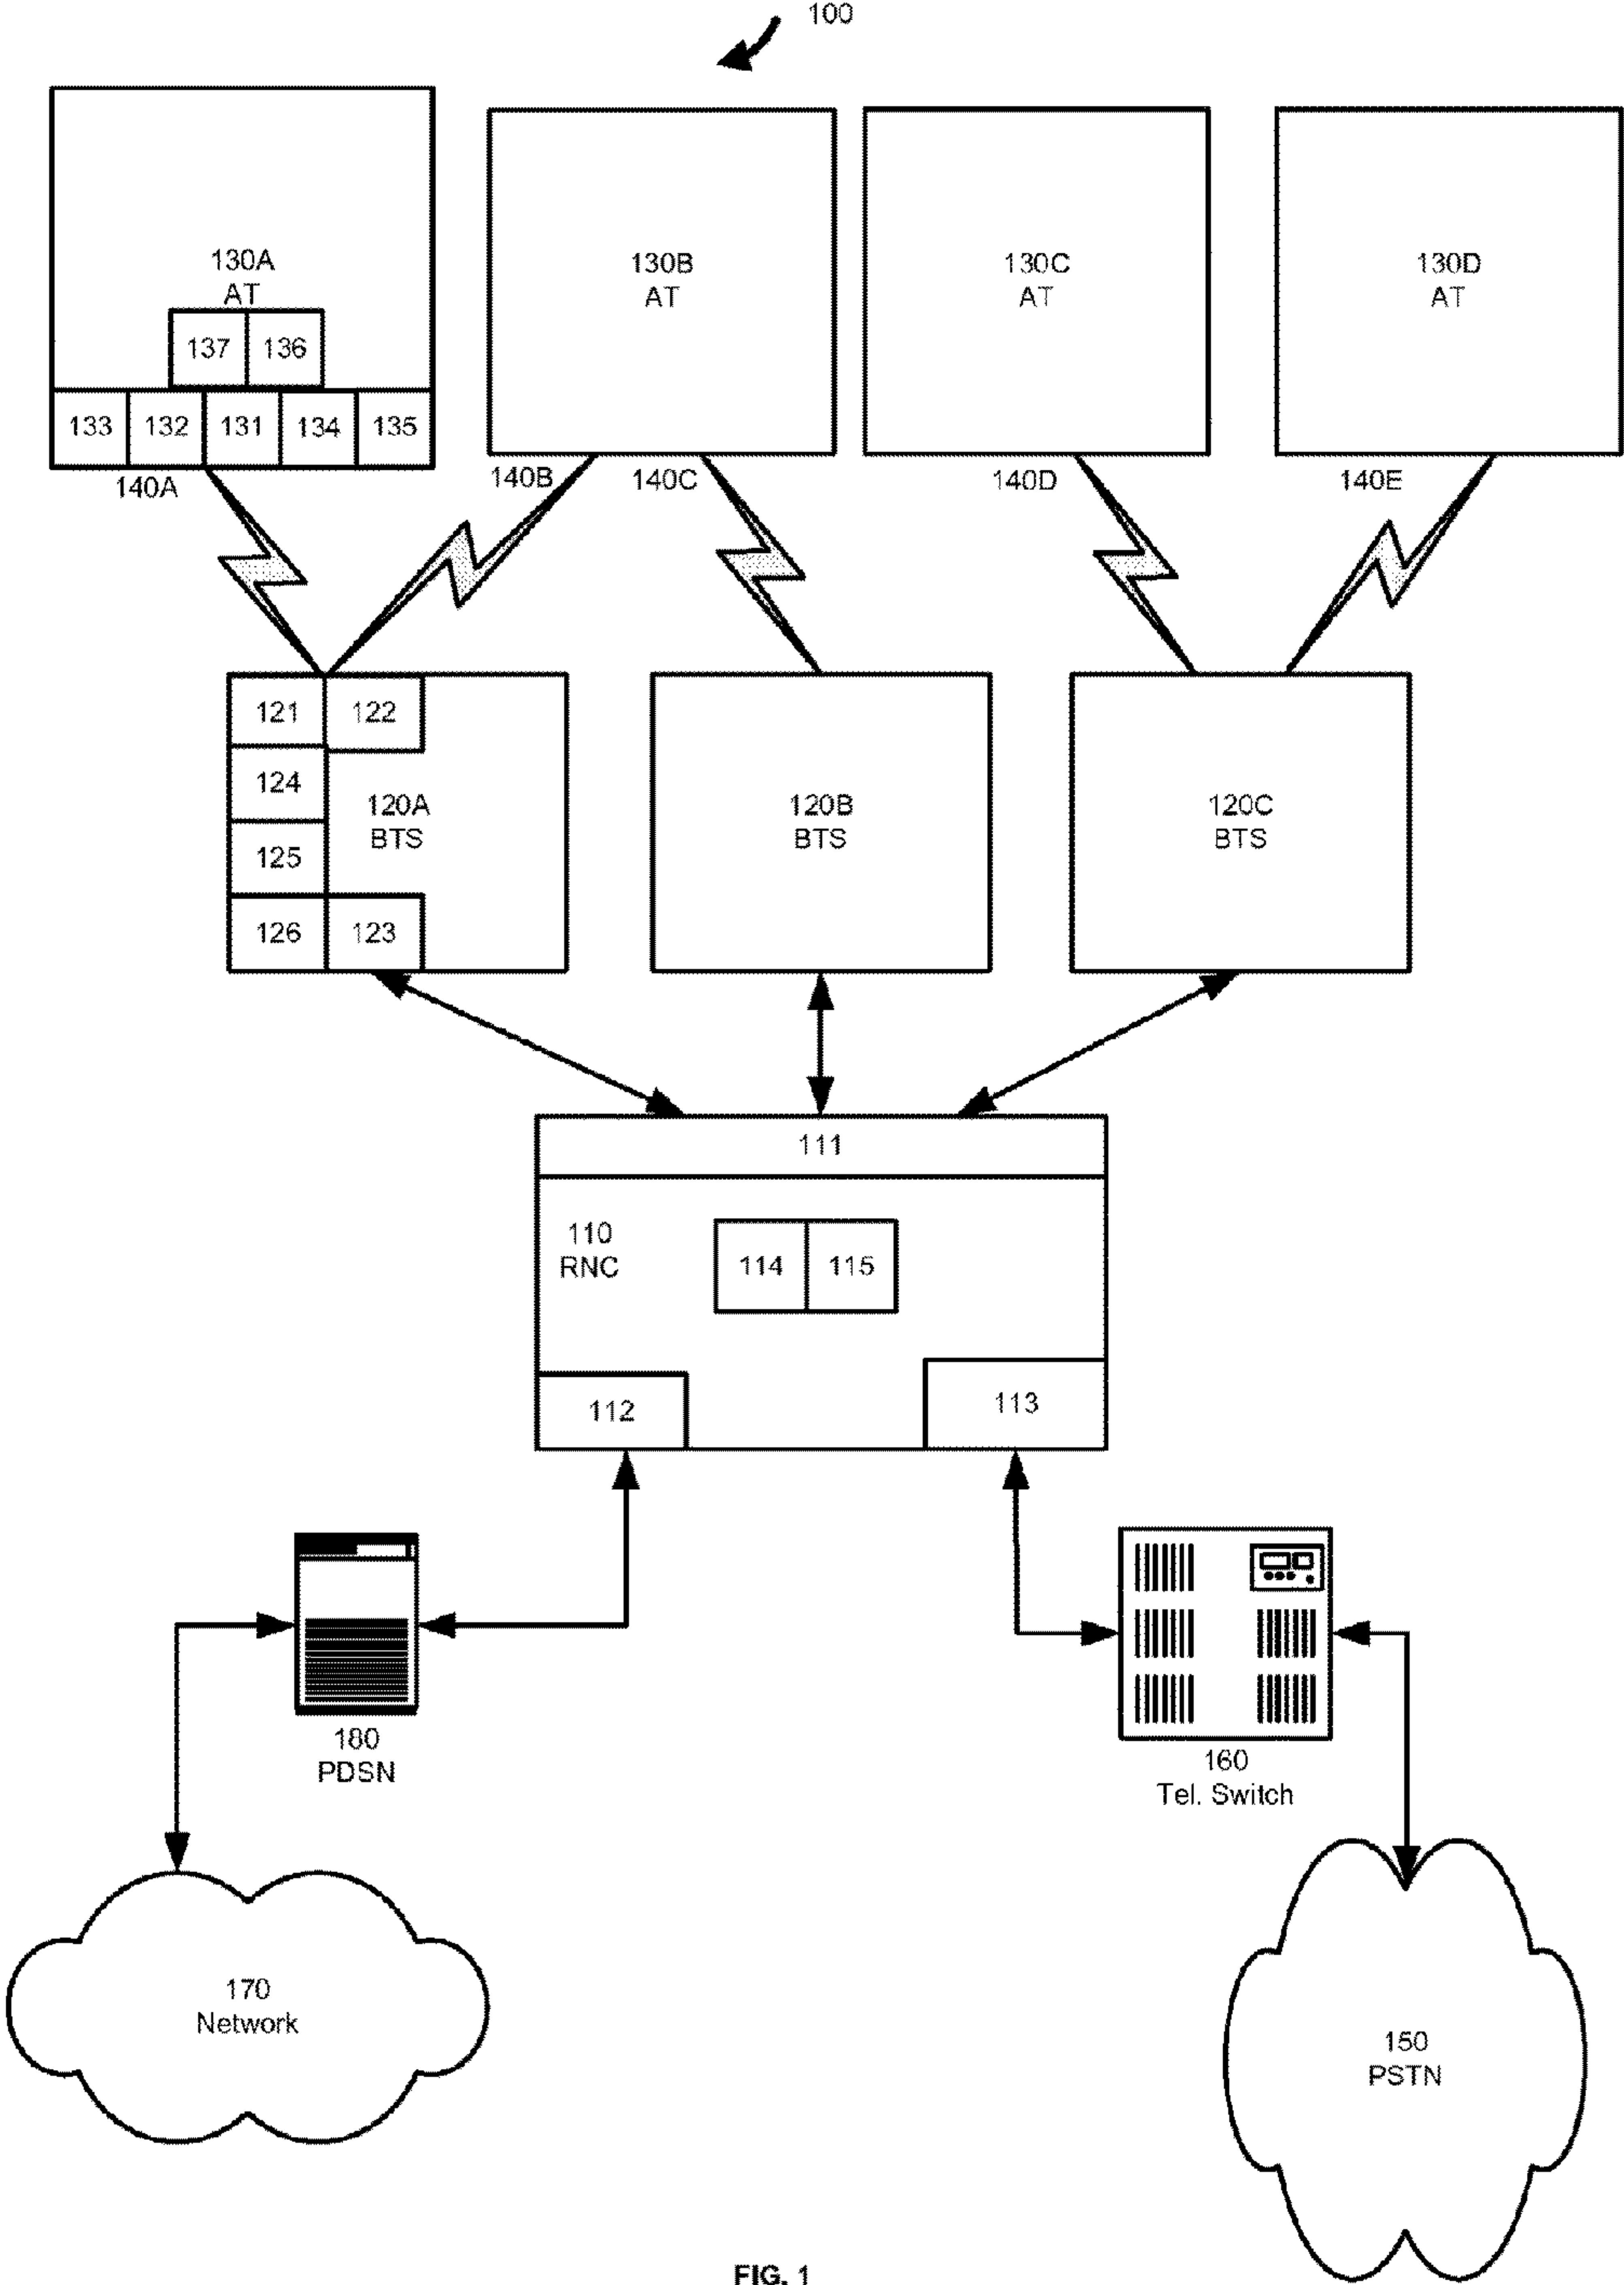 100
130A
AT
130B
AT
130C
AT
130D
AT
137 136
133 132 131 134 135
140A
140B
140C
140D
140E
121 122
124
125
126 123
120A
BTS
120B
BTS
120C
BTS
111
110
RNC
114 115
112
113
180
PDSN
160
Tel. Switch
170
Network
150
PSTN
FIG. 1